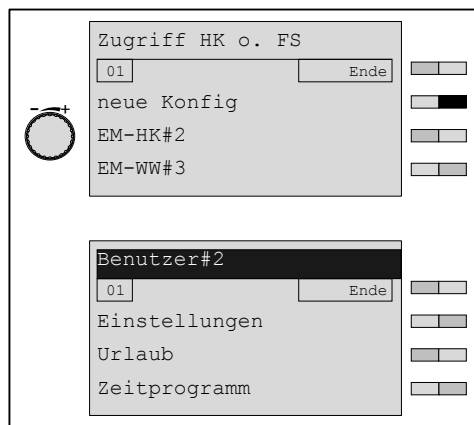 Zugriff HK o. FS
01 Ende
neue Konfig
- +
EM-HK#2
EM-WW#3
Benutzer#2
01 Ende
Einstellungen
Urlaub
Zeitprogramm